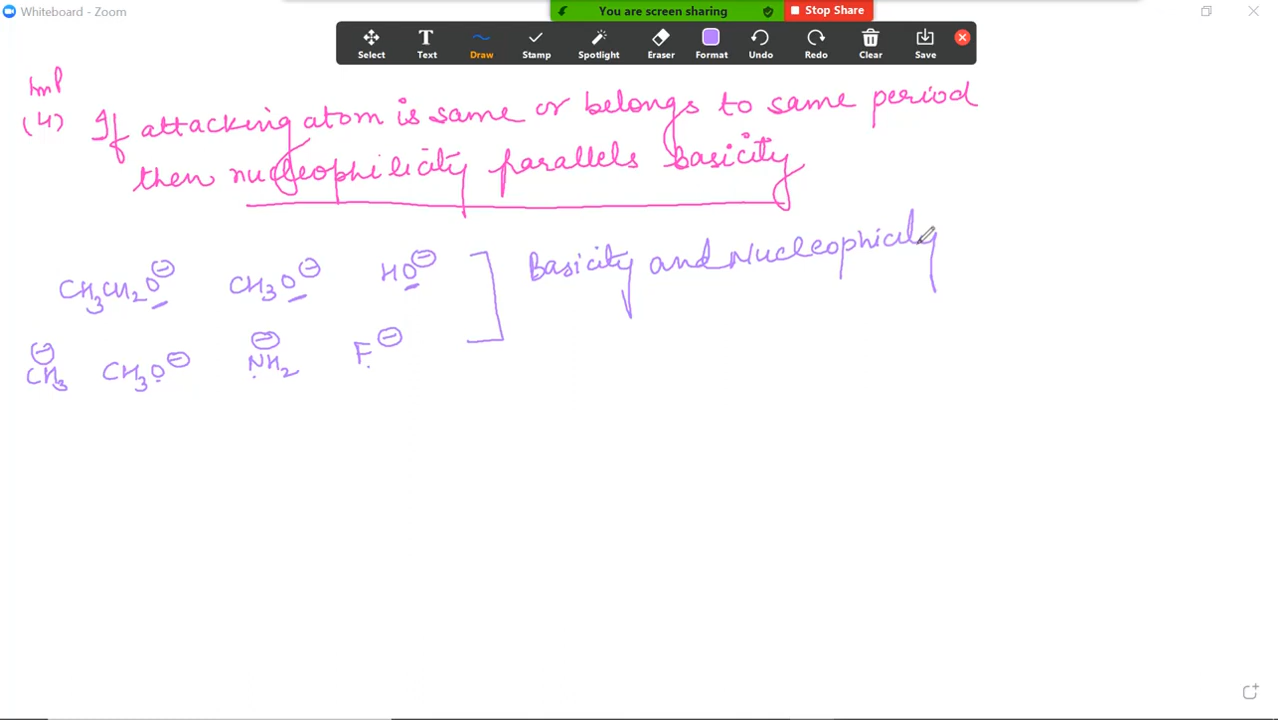 Whiteboard - Zoom
You are screen sharing
Stop Share
Select Text Draw Stamp Spotlight Eraser Format Undo Redo Clear Save
Imp
(4) If attacking atom is same or belongs to same period
then nucleophilicity parallels basicity
CH3CH2O⊖ CH3O⊖ HO⊖ ] Basicity and Nucleophicity
⊖CH3 CH3O⊖ ⊖NH2 F⊖